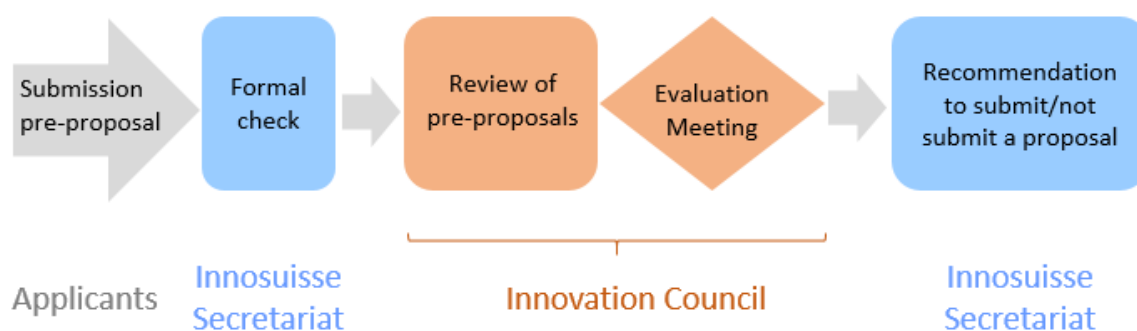 Submission
pre-proposal
Formal
check
Review of
pre-proposals
Evaluation
Meeting
Recommendation
to submit/not
submit a proposal
Applicants
Innosuisse
Secretariat
Innovation Council
Innosuisse
Secretariat